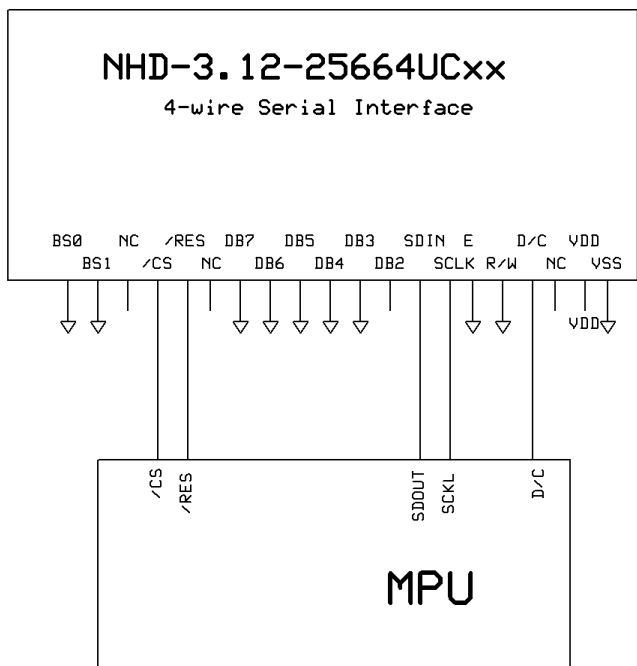 NHD-3.12-25664UCxx
4-wire Serial Interface
BS0 NC /RES DB7 DB5 DB3 SDIN E D/C VDD
BS1 /CS NC DB6 DB4 DB2 SCLK R/W NC VSS
VDD
/CS /RES SDOUT SCKL D/C
MPU